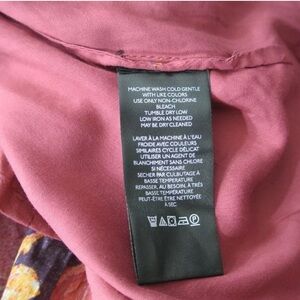 MACHINE WASH COLD GENTLE
WITH LIKE COLORS
USE ONLY NON-CHLORINE
BLEACH
TUMBLE DRY LOW
LOW IRON AS NEEDED
MAY BE DRY CLEANED
LAVER À LA MACHINE À L'EAU
FROIDE AVEC COULEURS
SIMILAIRES CYCLE DÉLICAT
UTILISER UN AGENT DE
BLANCHIMENT SANS CHLORE
SI NÉCESSAIRE
SÉCHER PAR CULBUTAGE À
BASSE TEMPÉRATURE
REPASSER, AU BESOIN, À TRÈS
BASSE TEMPÉRATURE
PEUT-ÊTRE ÊTRE NETTOYÉE
À SEC